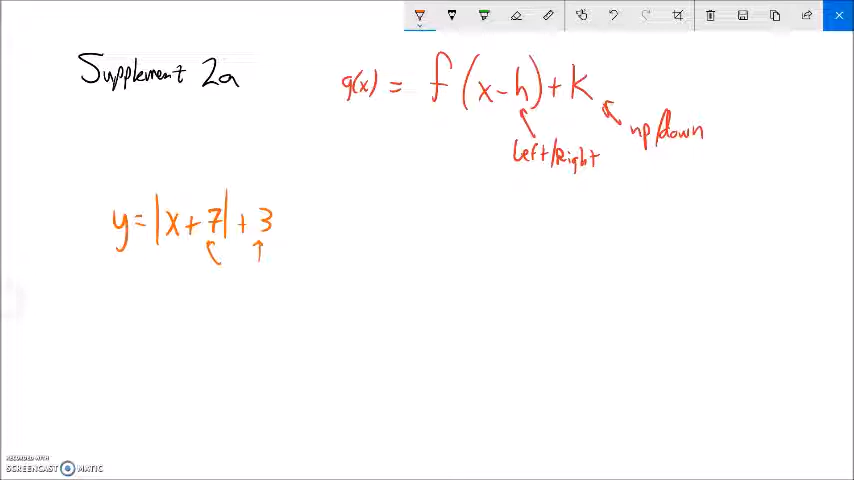 Supplement 2a
g(x) = f(x-h)+k
up/down
Left/Right
y=|x+7|+3
RECORDED WITH
SCREENCAST MATIC